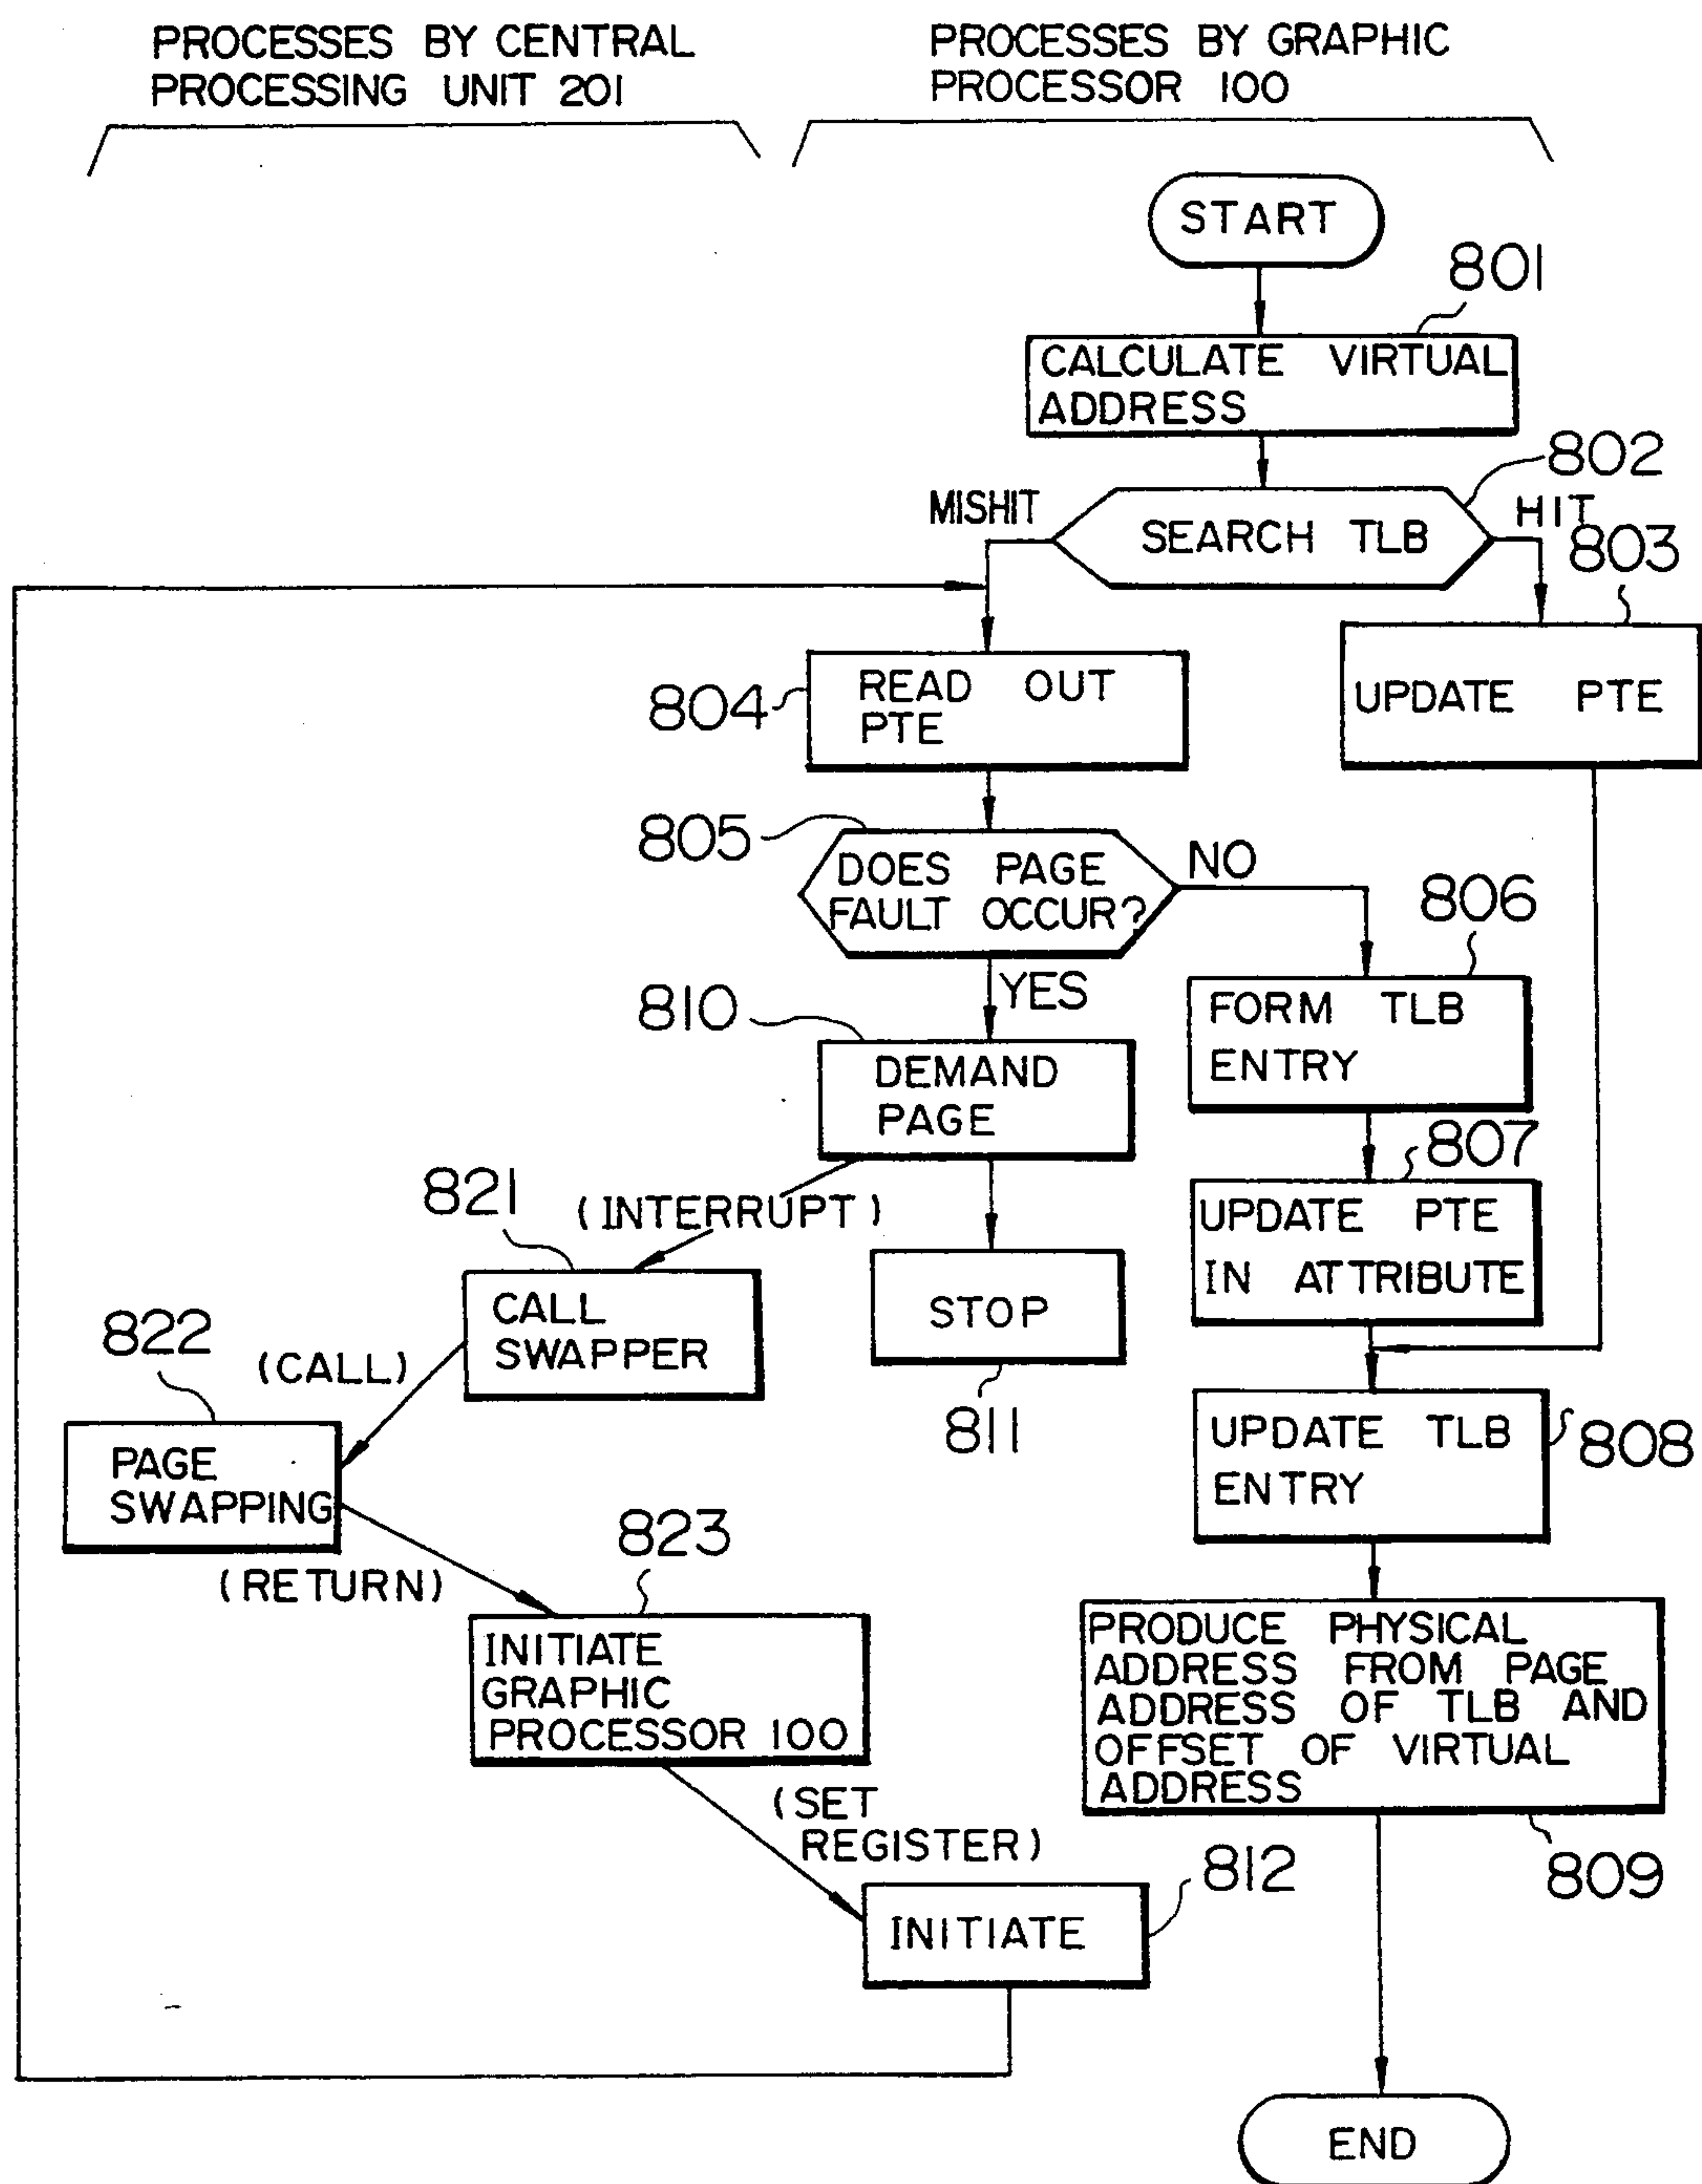 PROCESSES BY CENTRAL
PROCESSING UNIT 201
PROCESSES BY GRAPHIC
PROCESSOR 100
START
801
CALCULATE VIRTUAL
ADDRESS
802
MISHIT
SEARCH TLB
HIT
803
UPDATE PTE
804
READ OUT
PTE
805
DOES PAGE
FAULT OCCUR?
NO
YES
806
FORM TLB
ENTRY
810
DEMAND
PAGE
807
UPDATE PTE
IN ATTRIBUTE
(INTERRUPT)
821
CALL
SWAPPER
STOP
811
822
(CALL)
PAGE
SWAPPING
(RETURN)
808
UPDATE TLB
ENTRY
823
INITIATE
GRAPHIC
PROCESSOR 100
PRODUCE PHYSICAL
ADDRESS FROM PAGE
ADDRESS OF TLB AND
OFFSET OF VIRTUAL
ADDRESS
809
(SET
REGISTER)
812
INITIATE
END